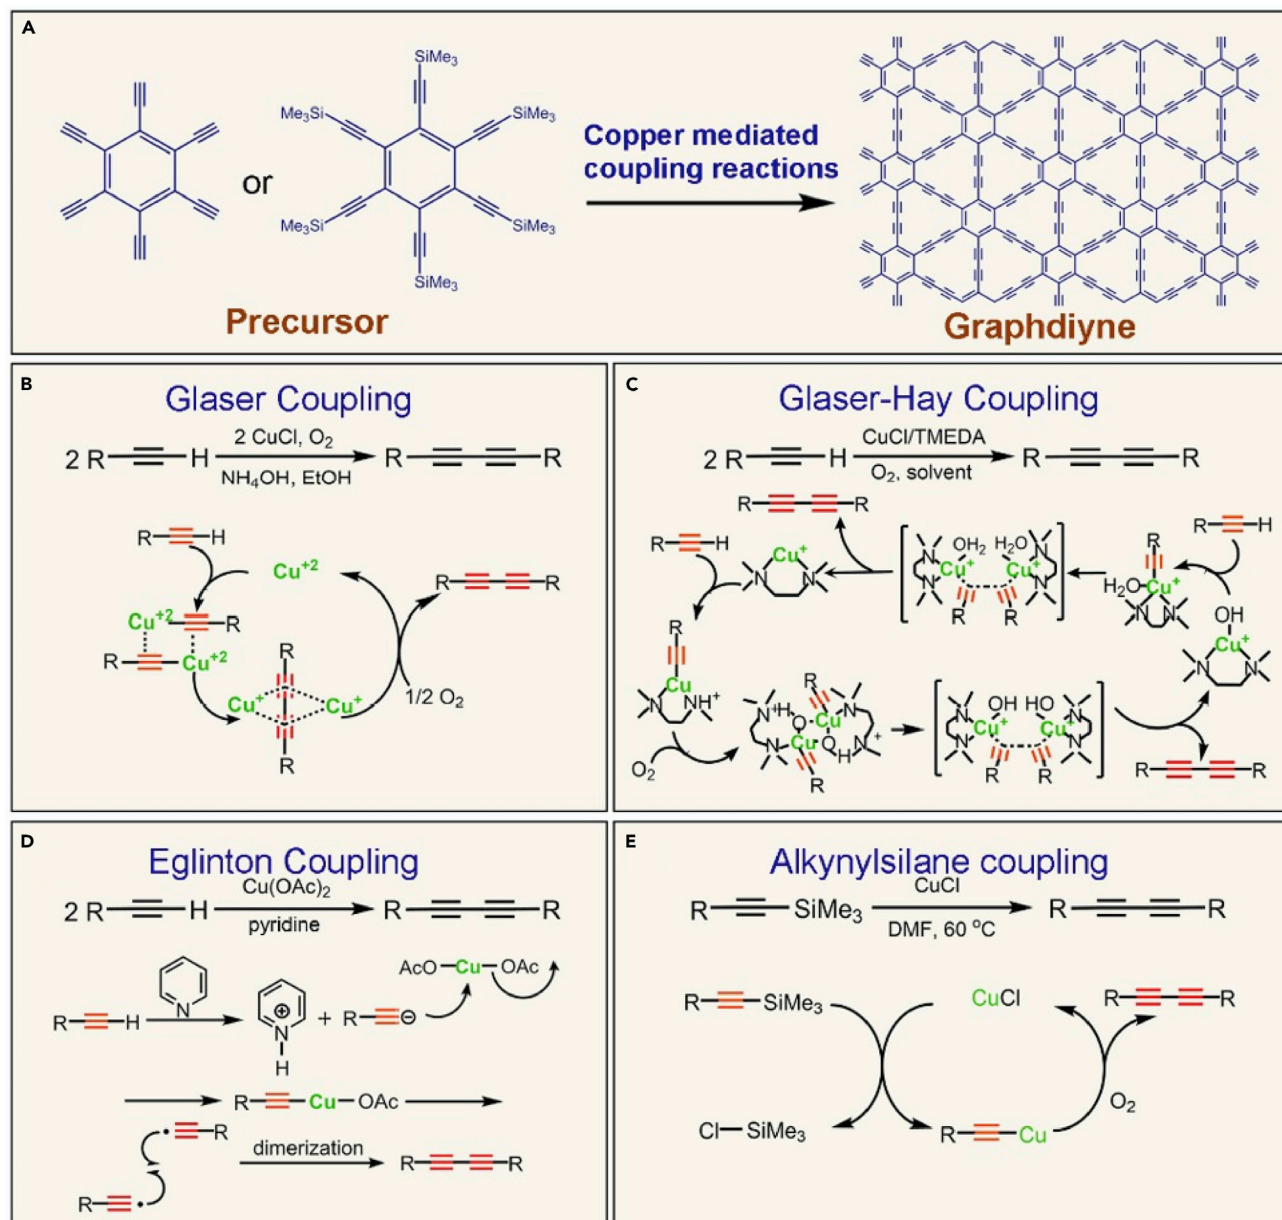 A
SiMe3
Me3Si
SiMe3
or
Me3Si
SiMe3
SiMe3
Copper mediated
coupling reactions
Precursor
Graphdiyne
B
Glaser Coupling
2 R H
2 CuCl, O2
NH4OH, EtOH
R R
R H
Cu+2
R R
Cu+2
R
R Cu+2
R
Cu+ Cu+
R
1/2 O2
C
Glaser-Hay Coupling
2 R H
CuCl/TMEDA
O2, solvent
R R
R R
R H
Cu+
N N
OH2 H2O
N Cu+ Cu+ N
N N
R R
R
H2O Cu+
N N
R H
OH
Cu+
N N
R
Cu
N NH+
O2
R
N+ H O Cu N
N Cu O H N +
R
OH HO
N Cu+ Cu+ N
N N
R R
R R
D
Eglinton Coupling
2 R H
Cu(OAc)2
pyridine
R R
R H
N
N
H
+ R
AcO Cu OAc
R Cu OAc
R
R
dimerization
R R
E
Alkynylsilane coupling
R SiMe3
CuCl
DMF, 60 °C
R R
R SiMe3
CuCl
R R
Cl SiMe3
R Cu
O2